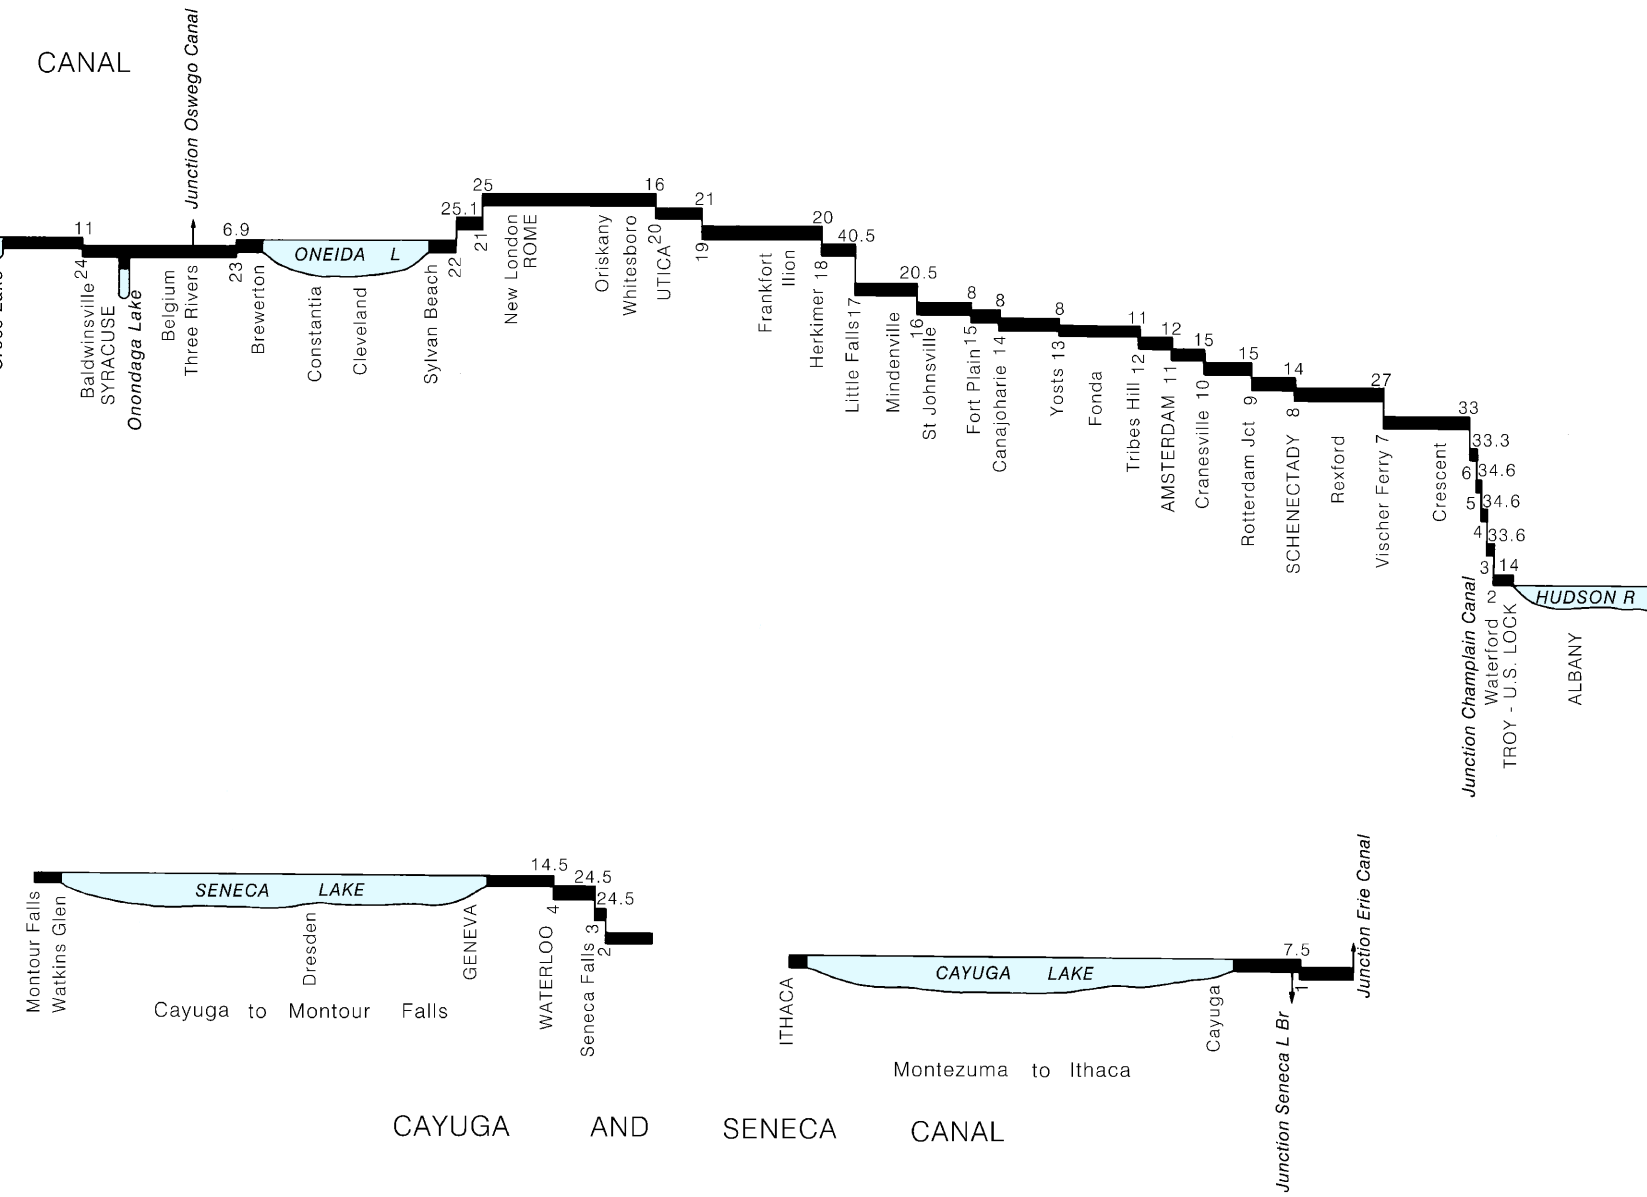 CANAL
Junction Oswego Canal
11
6.9
25.1
25
16
21
20
40.5
20.5
8
8
8
11
12
15
15
14
27
33
33.3
34.6
34.6
33.6
14
24
23
22
21
20
19
18
17
16
15
14
13
12
11
10
9
8
7
6
5
4
3
2
ONEIDA L
HUDSON R
Baldwinsville
SYRACUSE
Onondaga Lake
Belgium
Three Rivers
Brewerton
Constantia
Cleveland
Sylvan Beach
New London
ROME
Oriskany
Whitesboro
UTICA
Frankfort
Ilion
Herkimer
Little Falls
Mindenville
St Johnsville
Fort Plain
Canajoharie
Yosts
Fonda
Tribes Hill
AMSTERDAM
Cranesville
Rotterdam Jct
SCHENECTADY
Rexford
Vischer Ferry
Crescent
Junction Champlain Canal
Waterford
TROY - U.S. LOCK
ALBANY
SENECA LAKE
14.5
24.5
24.5
4
3
2
Montour Falls
Watkins Glen
Dresden
GENEVA
WATERLOO
Seneca Falls
Cayuga to Montour Falls
CAYUGA LAKE
7.5
1
ITHACA
Cayuga
Junction Seneca L Br
Junction Erie Canal
Montezuma to Ithaca
CAYUGA AND SENECA CANAL